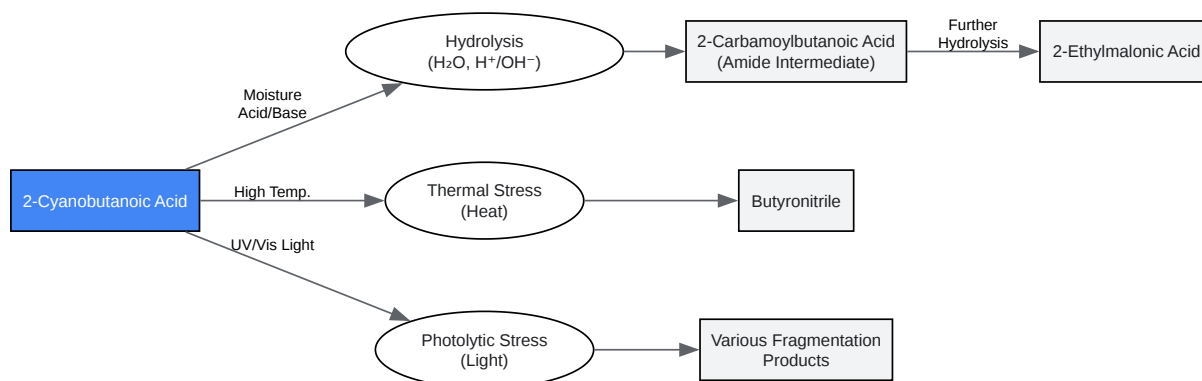 Hydrolysis
(H₂O, H⁺/OH⁻)
2-Carbamoylbutanoic Acid
(Amide Intermediate)
Further
Hydrolysis
2-Ethylmalonic Acid
Moisture
Acid/Base
2-Cyanobutanoic Acid
High Temp.
Thermal Stress
(Heat)
Butyronitrile
UV/Vis Light
Photolytic Stress
(Light)
Various Fragmentation
Products